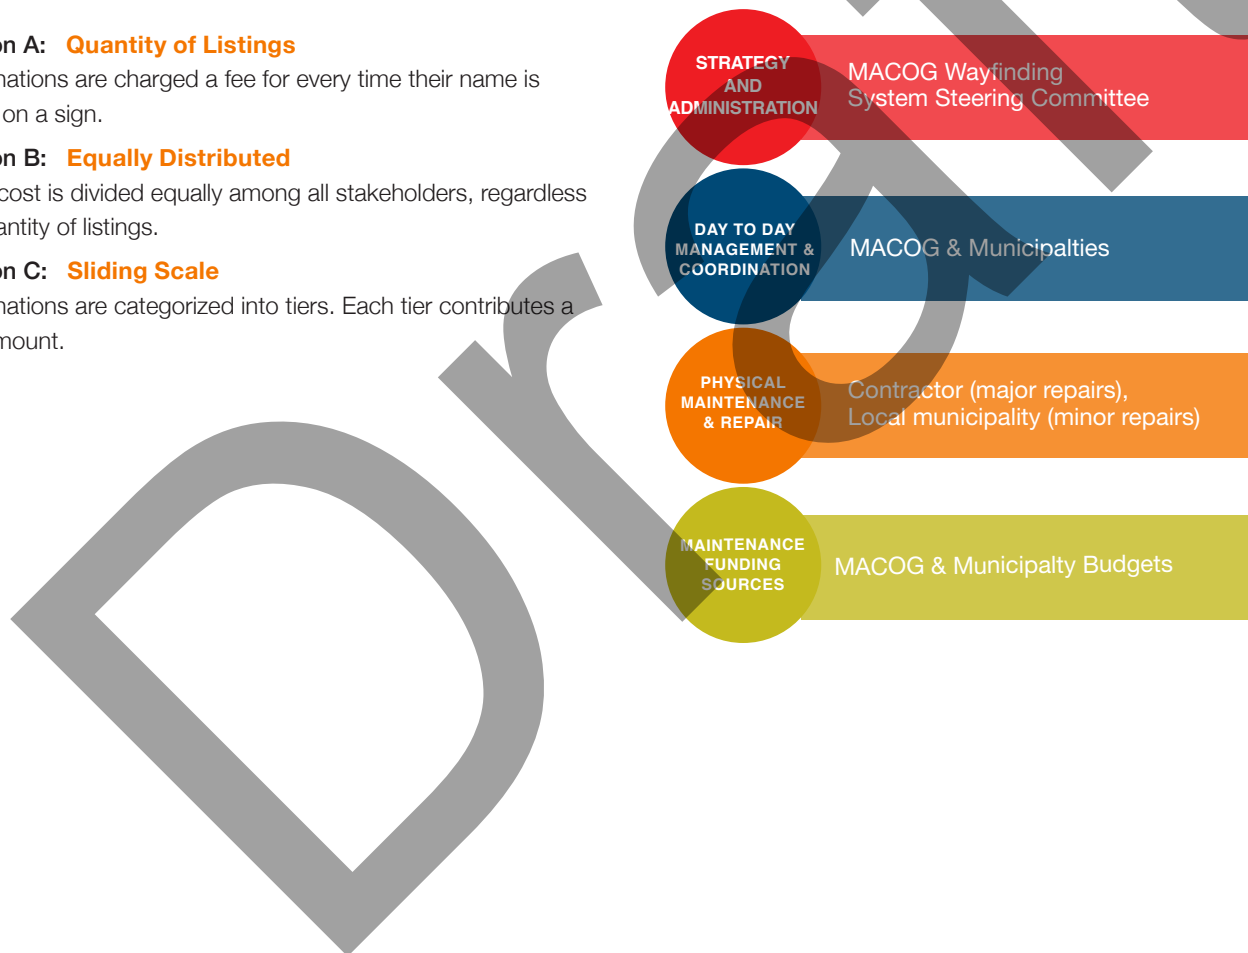 on A: Quantity of Listings
nations are charged a fee for every time their name is
on a sign.
on B: Equally Distributed
cost is divided equally among all stakeholders, regardless
antity of listings.
on C: Sliding Scale
nations are categorized into tiers. Each tier contributes a
mount.
STRATEGY
AND
ADMINISTRATION
MACOG Wayfinding
System Steering Committee
DAY TO DAY
MANAGEMENT &
COORDINATION
MACOG & Municipalties
PHYSICAL
MAINTENANCE
& REPAIR
Contractor (major repairs),
Local municipality (minor repairs)
MAINTENANCE
FUNDING
SOURCES
MACOG & Municipalty Budgets